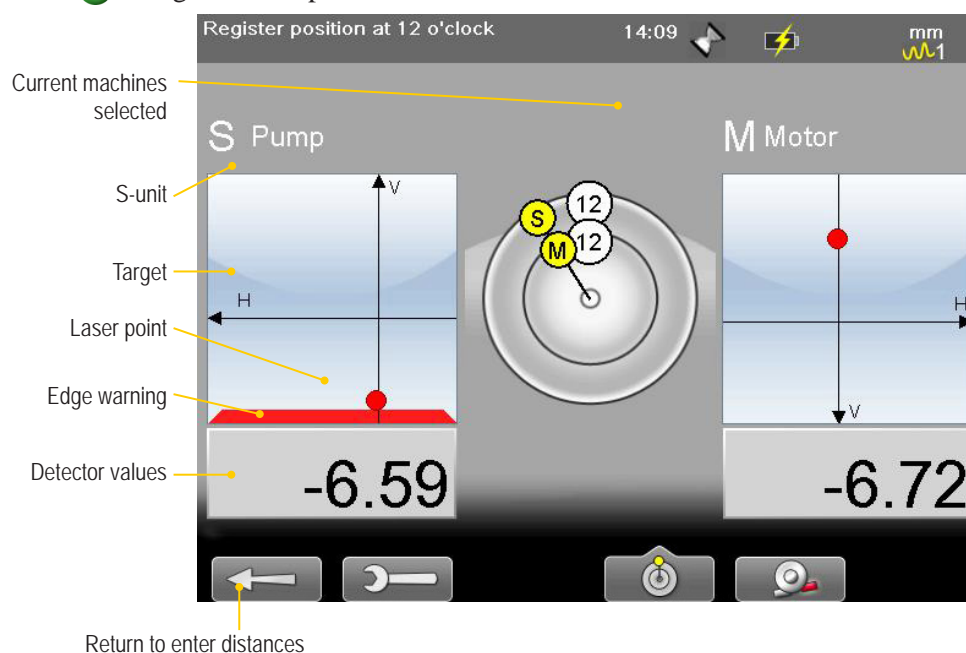 Register position at 12 o'clock
14:09
mm
1
Current machines
selected
S Pump
M Motor
S-unit
V
S
12
M
12
Target
H
H
Laser point
Edge warning
V
Detector values
-6.59
-6.72
Return to enter distances